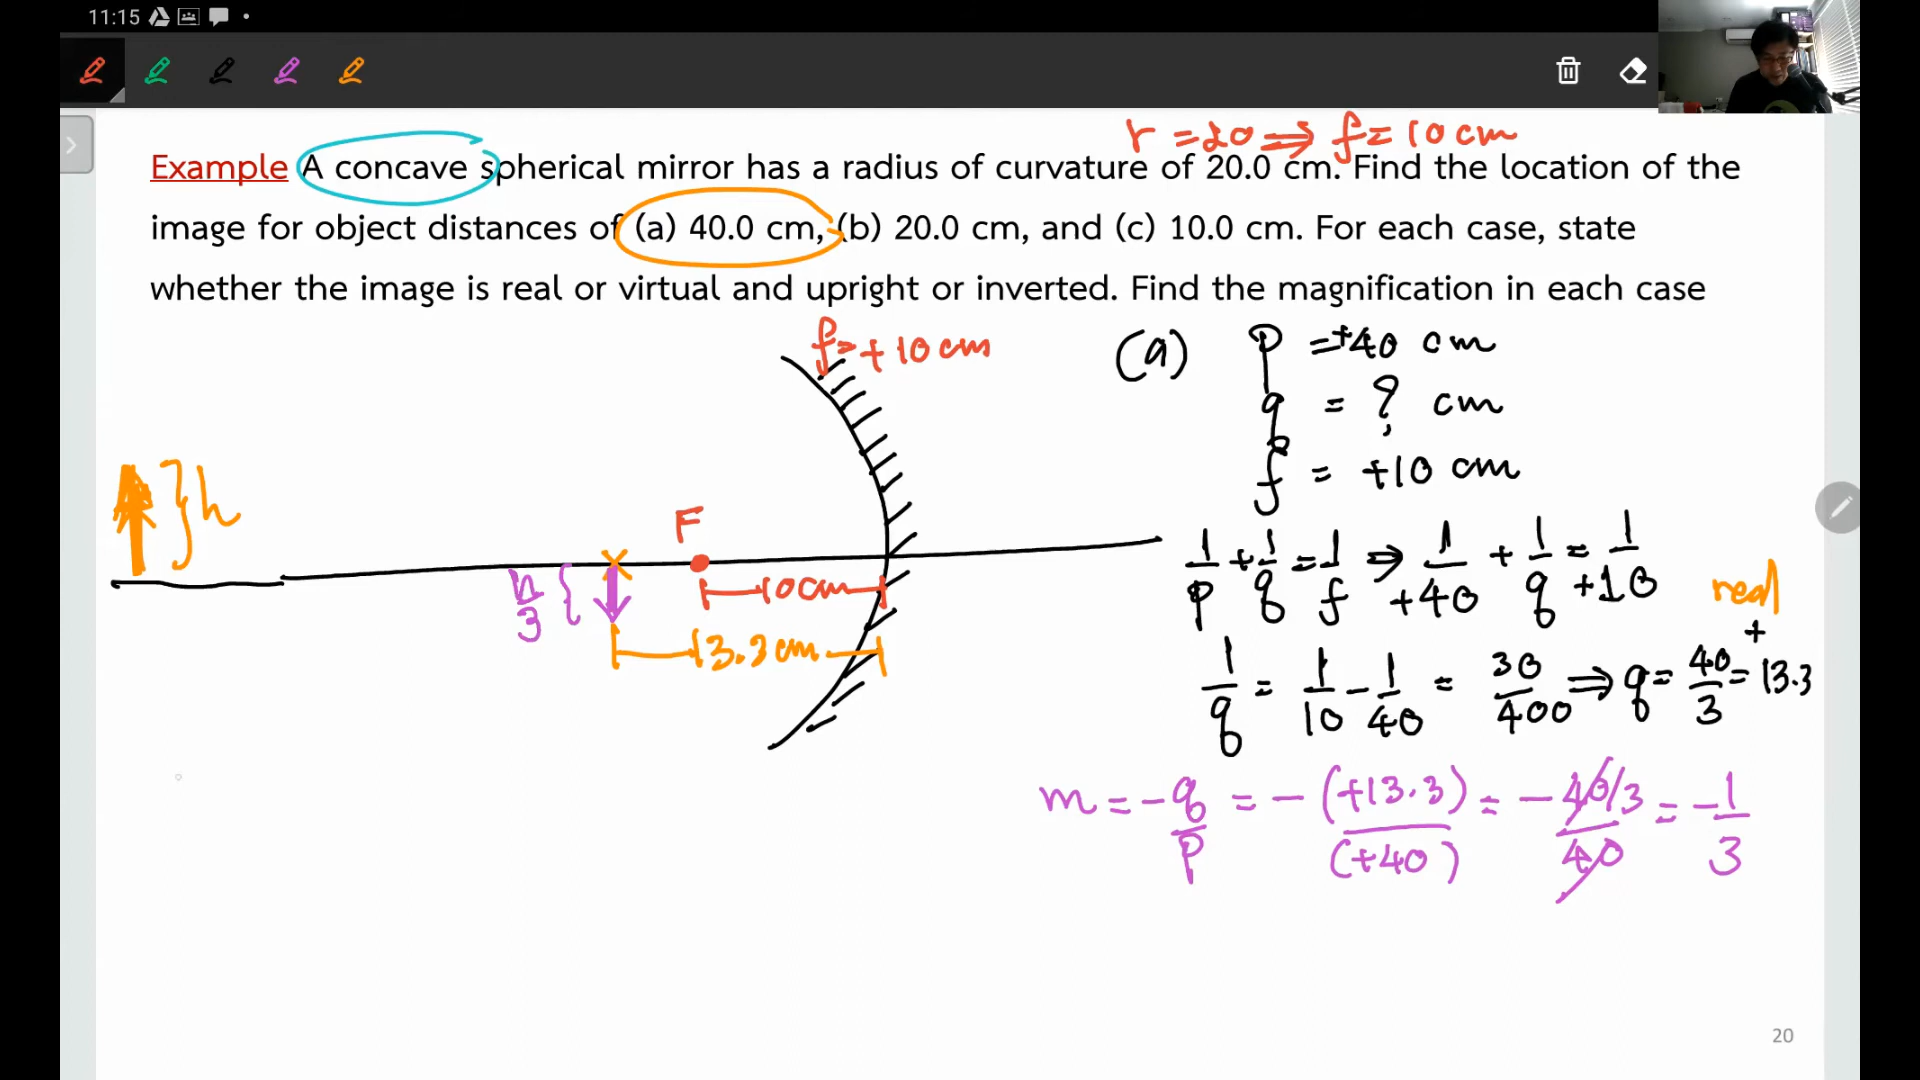 11:15
r = 20 ⇒ f = 10 cm
Example A concave spherical mirror has a radius of curvature of 20.0 cm. Find the location of the
image for object distances of (a) 40.0 cm, (b) 20.0 cm, and (c) 10.0 cm. For each case, state
whether the image is real or virtual and upright or inverted. Find the magnification in each case
f = +10 cm
(a) p = +40 cm
q = ? cm
f = +10 cm
h
F
10 cm
h/3
13.3 cm
1/p + 1/q = 1/f ⇒ 1/+40 + 1/q = 1/+10
real
+
1/q = 1/10 - 1/40 = 30/400 ⇒ q = 40/3 = 13.3
m = -q/p = -(+13.3)/(+40) = -40/3/40 = -1/3
20